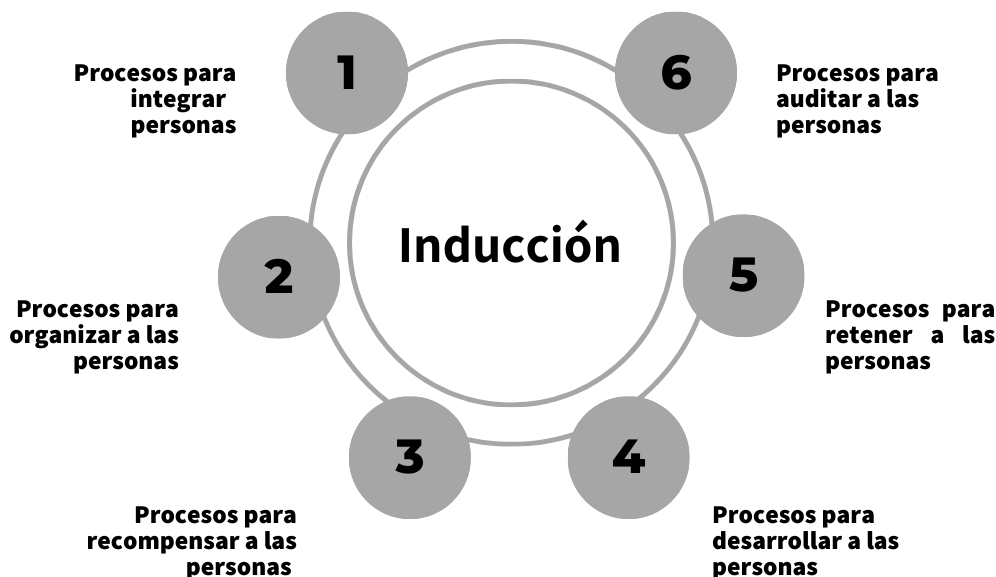 Inducción
1
Procesos para
integrar
personas
2
Procesos para
organizar a las
personas
3
Procesos para
recompensar a las
personas
4
Procesos para
desarrollar a las
personas
5
Procesos para
retener a las
personas
6
Procesos para
auditar a las
personas